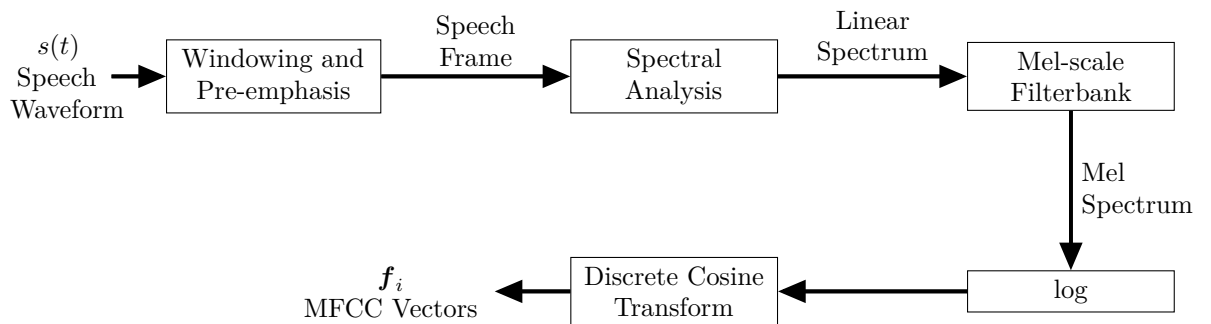 s(t)
Speech
Waveform
Windowing and
Pre-emphasis
Speech
Frame
Spectral
Analysis
Linear
Spectrum
Mel-scale
Filterbank
Mel
Spectrum
log
Discrete Cosine
Transform
f_i
MFCC Vectors